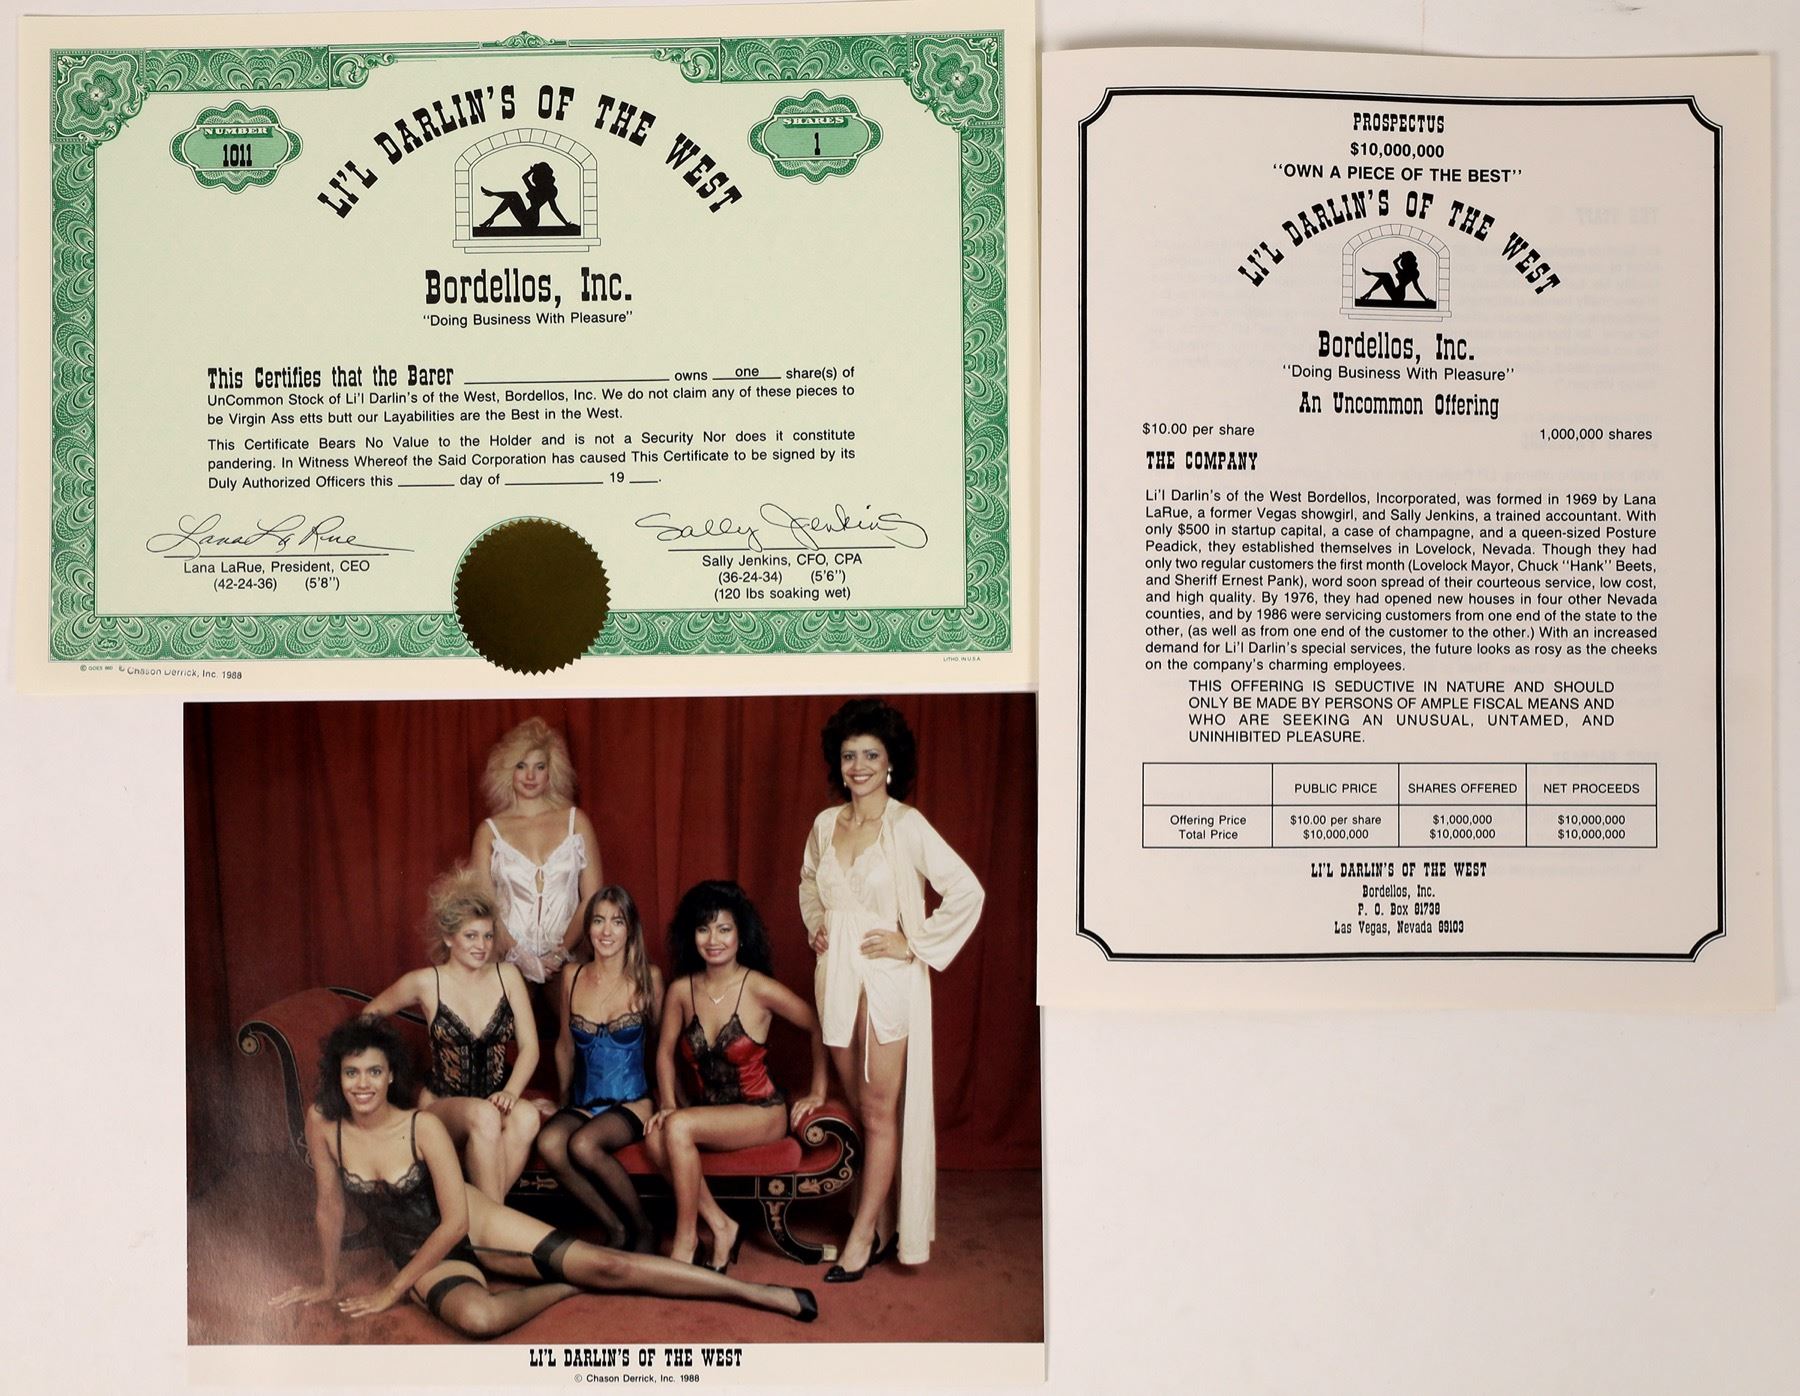 NUMBER
1011
LI'L DARLIN'S OF THE WEST
SHARES
1
Bordellos, Inc.
"Doing Business With Pleasure"
This Certifies that the Barer ____ owns one share(s) of
UnCommon Stock of Li'l Darlin's of the West, Bordellos, Inc. We do not claim any of these pieces to
be Virgin Ass etts butt our Layabilities are the Best in the West.
This Certificate Bears No Value to the Holder and is not a Security Nor does it constitute
pandering. In Witness Whereof the Said Corporation has caused This Certificate to be signed by its
Duly Authorized Officers this ____ day of ____ 19 __.
Lana LaRue
Lana LaRue, President, CEO
(42-24-36) (5'8")
Sally Jenkins
Sally Jenkins, CFO, CPA
(36-24-34) (5'6")
(120 lbs soaking wet)
© GOES © Chason Derrick, Inc. 1988
LITHO. IN U.S.A.
PROSPECTUS
$10,000,000
"OWN A PIECE OF THE BEST"
LI'L DARLIN'S OF THE WEST
Bordellos, Inc.
"Doing Business With Pleasure"
An Uncommon Offering
$10.00 per share 1,000,000 shares
THE COMPANY
Li'l Darlin's of the West Bordellos, Incorporated, was formed in 1969 by Lana
LaRue, a former Vegas showgirl, and Sally Jenkins, a trained accountant. With
only $500 in startup capital, a case of champagne, and a queen-sized Posture
Peadick, they established themselves in Lovelock, Nevada. Though they had
only two regular customers the first month (Lovelock Mayor, Chuck "Hank" Beets,
and Sheriff Ernest Pank), word soon spread of their courteous service, low cost,
and high quality. By 1976, they had opened new houses in four other Nevada
counties, and by 1986 were servicing customers from one end of the state to the
other, (as well as from one end of the customer to the other.) With an increased
demand for Li'l Darlin's special services, the future looks as rosy as the cheeks
on the company's charming employees.
THIS OFFERING IS SEDUCTIVE IN NATURE AND SHOULD
ONLY BE MADE BY PERSONS OF AMPLE FISCAL MEANS AND
WHO ARE SEEKING AN UNUSUAL, UNTAMED, AND
UNINHIBITED PLEASURE.
PUBLIC PRICE SHARES OFFERED NET PROCEEDS
Offering Price $10.00 per share $1,000,000 $10,000,000
Total Price $10,000,000 $10,000,000 $10,000,000
LI'L DARLIN'S OF THE WEST
Bordellos, Inc.
P. O. Box 81738
Las Vegas, Nevada 89103
LI'L DARLIN'S OF THE WEST
© Chason Derrick, Inc. 1988